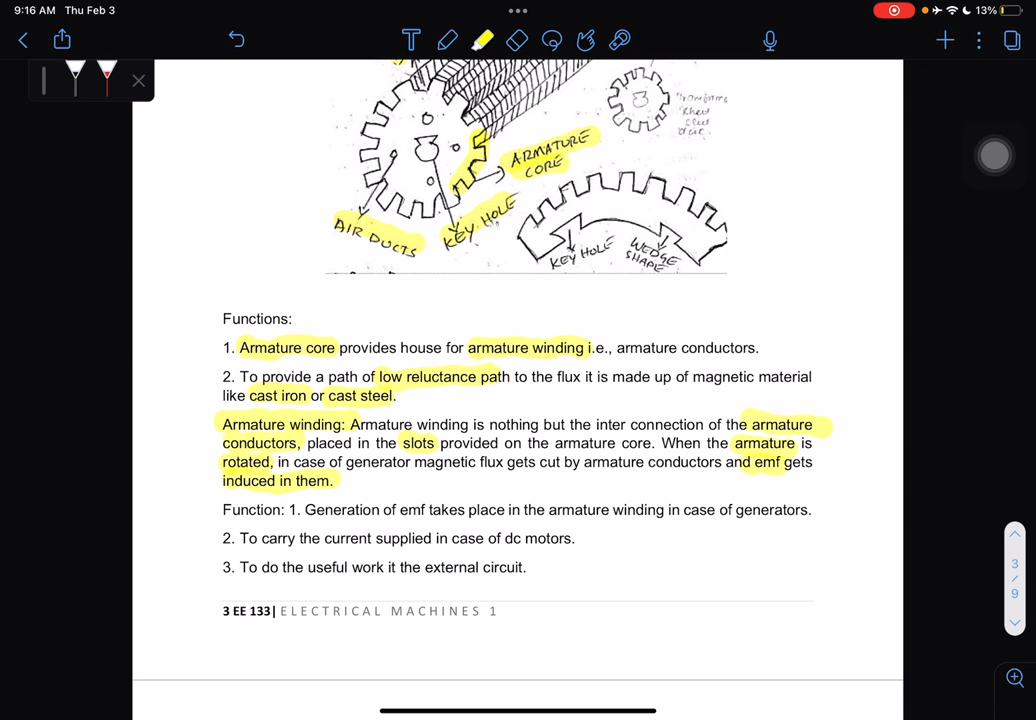 9:16 AM Thu Feb 3
13%
ARMATURE
CORE
AIR DUCTS
KEY HOLE
KEY HOLE
WEDGE
SHAPE
Functions:
1. Armature core provides house for armature winding i.e., armature conductors.
2. To provide a path of low reluctance path to the flux it is made up of magnetic material
like cast iron or cast steel.
Armature winding: Armature winding is nothing but the inter connection of the armature
conductors, placed in the slots provided on the armature core. When the armature is
rotated, in case of generator magnetic flux gets cut by armature conductors and emf gets
induced in them.
Function: 1. Generation of emf takes place in the armature winding in case of generators.
2. To carry the current supplied in case of dc motors.
3. To do the useful work it the external circuit.
3 EE 133| ELECTRICAL MACHINES 1
3
/
9